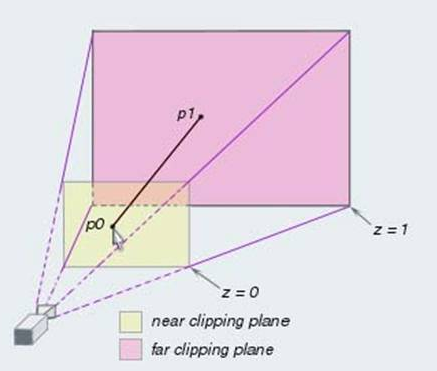 p1
p0
z = 1
z = 0
near clipping plane
far clipping plane